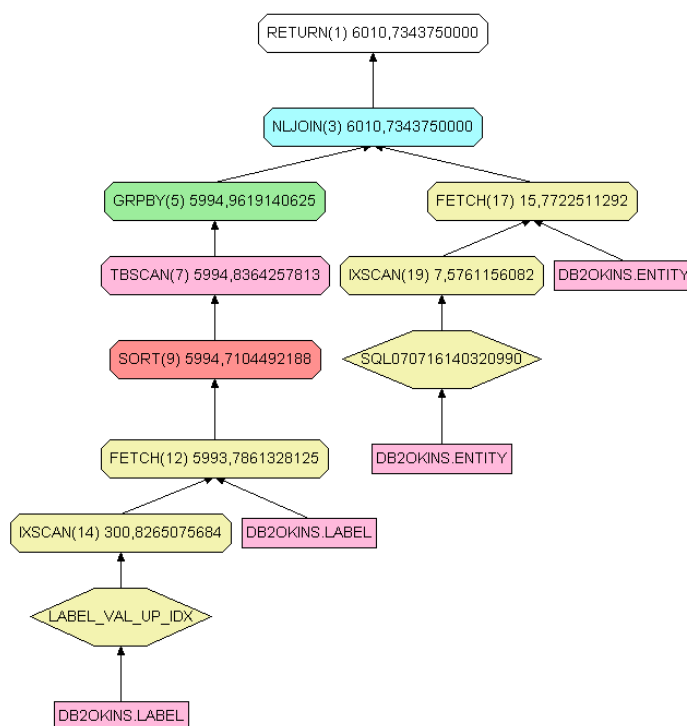 RETURN(1) 6010,7343750000
NLJOIN(3) 6010,7343750000
GRPBY(5) 5994,9619140625
FETCH(17) 15,7722511292
TBSCAN(7) 5994,8364257813
IXSCAN(19) 7,5761156082
DB2OKINS.ENTITY
SORT(9) 5994,7104492188
SQL070716140320990
FETCH(12) 5993,7861328125
DB2OKINS.ENTITY
IXSCAN(14) 300,8265075684
DB2OKINS.LABEL
LABEL_VAL_UP_IDX
DB2OKINS.LABEL